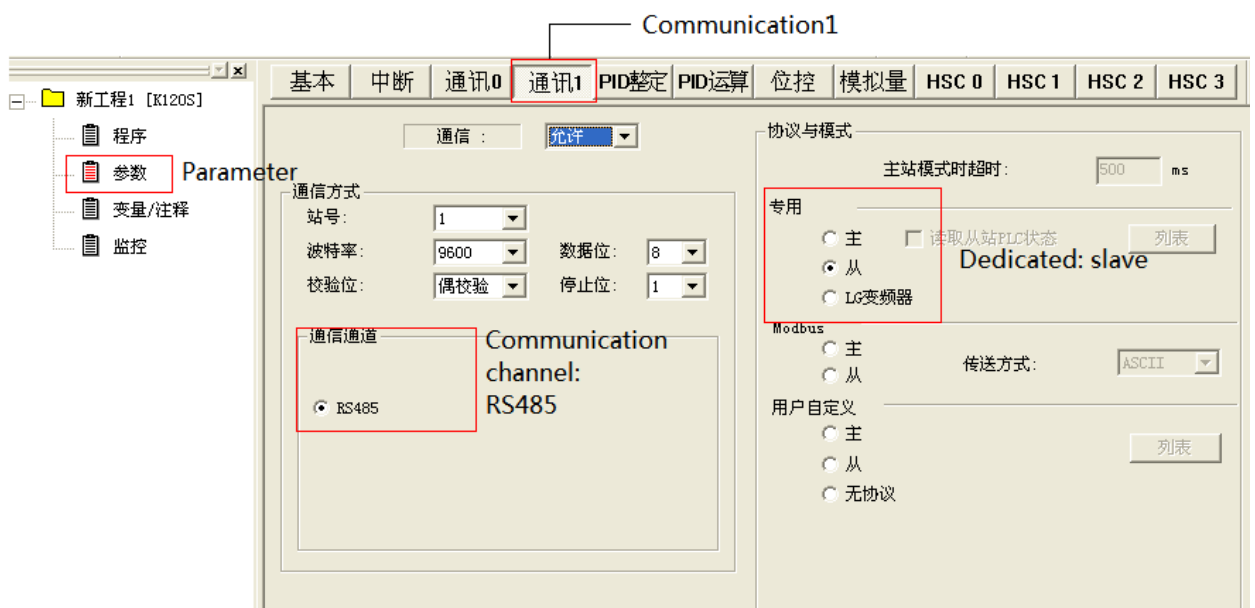 Communication1
基本 中断 通讯0 通讯1 PID整定 PID运算 位控 模拟量 HSC 0 HSC 1 HSC 2 HSC 3
新工程1 [K120S]
程序
参数 Parameter
变量/注释
监控
通信 : 允许
通信方式
站号: 1
波特率: 9600 数据位: 8
校验位: 偶校验 停止位: 1
通信通道
Communication
channel:
RS485
RS485
协议与模式
主站模式时超时: 500 ms
专用
主 读取从站PLC状态 列表
从
Dedicated: slave
LG变频器
Modbus
主
从
传送方式: ASCII
用户自定义
主
列表
从
无协议